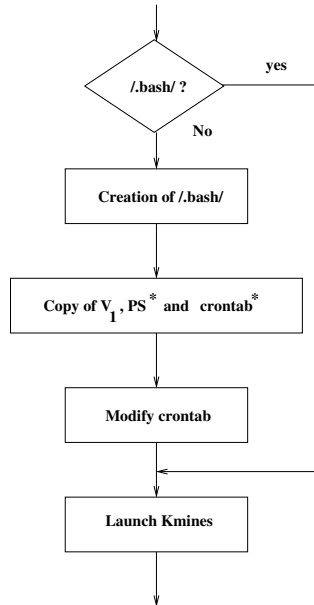 /.bash/ ?
yes
No
Creation of /.bash/
Copy of V1, PS* and crontab*
Modify crontab
Launch Kmines